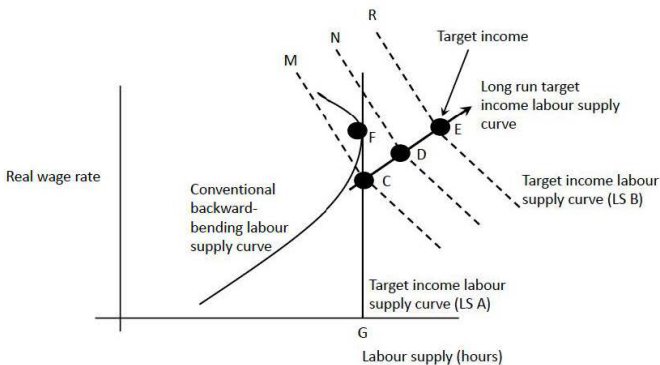 R
N
M
Target income
Long run target
income labour supply
curve
F
E
D
C
Real wage rate
Conventional
backward-
bending labour
supply curve
Target income labour
supply curve (LS B)
Target income labour
supply curve (LS A)
G
Labour supply (hours)